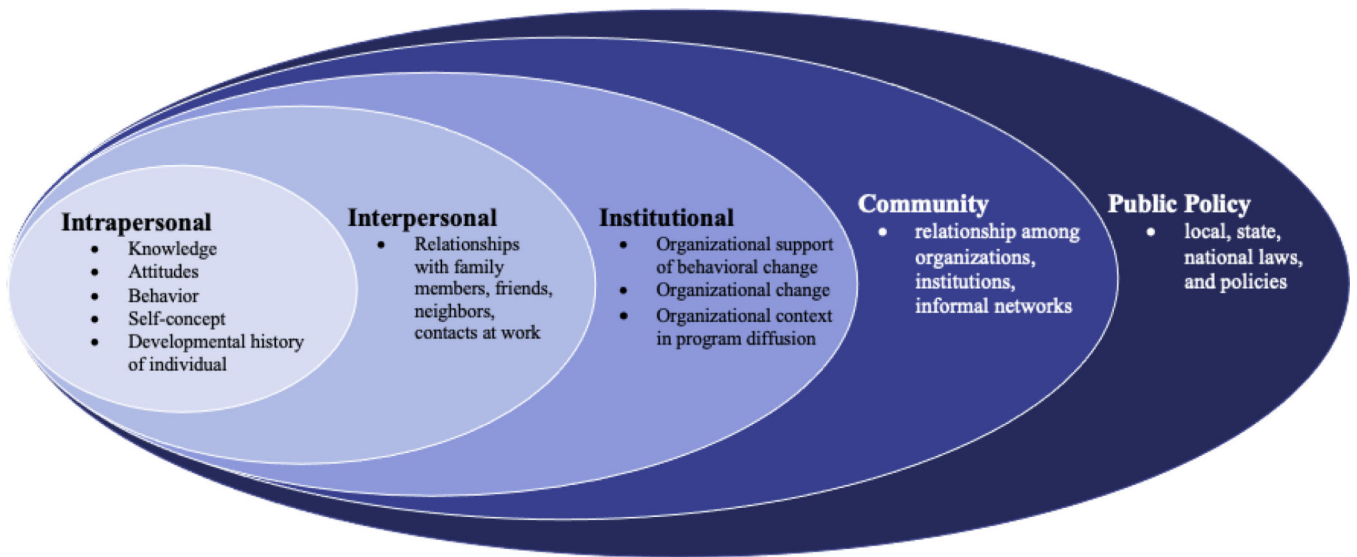 Intrapersonal
• Knowledge
• Attitudes
• Behavior
• Self-concept
• Developmental history
of individual
Interpersonal
• Relationships
with family
members, friends,
neighbors,
contacts at work
Institutional
• Organizational support
of behavioral change
• Organizational change
• Organizational context
in program diffusion
Community
• relationship among
organizations,
institutions,
informal networks
Public Policy
• local, state,
national laws,
and policies